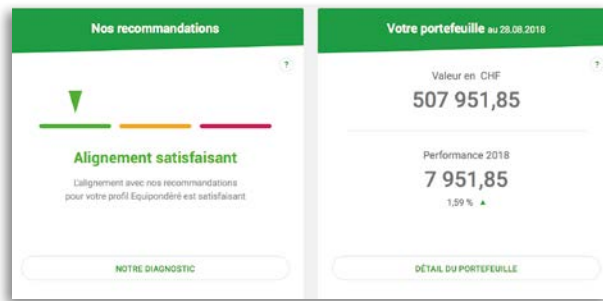 Nos recommandations
?
Alignement satisfaisant
L'alignement avec nos recommandations
pour votre profil Equipondéré est satisfaisant
NOTRE DIAGNOSTIC
Votre portefeuille au 28.08.2018
?
Valeur en CHF
507 951,85
Performance 2018
7 951,85
1,59 % ▲
DÉTAIL DU PORTEFEUILLE